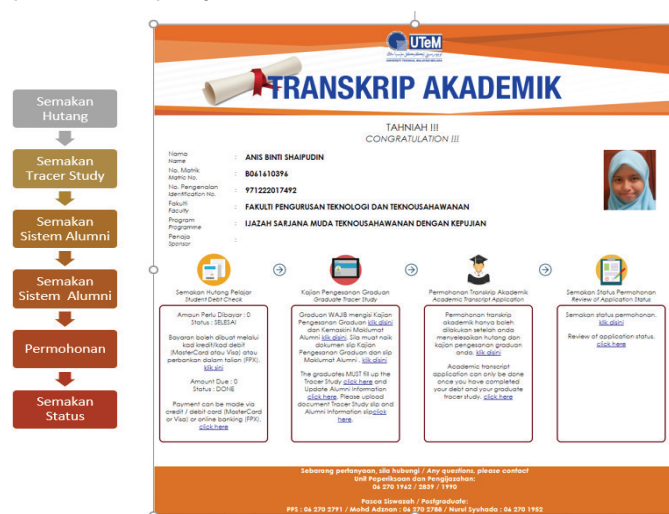 Semakan
Hutang
Semakan
Tracer Study
Semakan
Sistem Alumni
Semakan
Sistem Alumni
Permohonan
Semakan
Status
UTeM
UNIVERSITI TEKNIKAL MALAYSIA MELAKA
TRANSKRIP AKADEMIK
TAHNIAH !!!
CONGRATULATION !!!
Nama
Name
: ANIS BINTI SHAIPUDIN
No. Matrik
Matric No.
: B061610396
No. Pengenalan
Identification No.
: 971222017492
Fakulti
Faculty
: FAKULTI PENGURUSAN TEKNOLOGI DAN TEKNOUSAHAWANAN
Program
Programme
: IJAZAH SARJANA MUDA TEKNOUSAHAWANAN DENGAN KEPUJIAN
Penaja
Sponsor
:
Semakan Hutang Pelajar
Student Debt Check
Amaun Perlu Dibayar : 0
Status : SELESAI
Bayaran boleh dibuat melalui
kad kredit/kad debit
(MasterCard atau Visa) atau
perbankan dalam talian (FPX).
klik sini
Amount Due : 0
Status : DONE
Payment can be made via
credit / debit card (MasterCard
or Visa) or online banking (FPX).
click here
Kajian Pengesanan Graduan
Graduate Tracer Study
Graduan WAJIB mengisi Kajian
Pengesanan Graduan klik disini
dan Kemaskini Maklumat
Alumni klik disini. Sila muat naik
dokumen slip Kajian
Pengesanan Graduan dan slip
Maklumat Alumni . klik disini
The graduates MUST fill up the
Tracer Study click here and
Update Alumni Information
click here. Please upload
document Tracer Study slip and
Alumni Information slipclick
here.
Permohonan Transkrip Akademik
Academic Transcript Application
Permohonan transkrip
akademik hanya boleh
dilakukan setelah anda
menyelesaikan hutang dan
kajian pengesanan graduan
anda. klik disini
Academic transcript
application can only be done
once you have completed
your debt and your graduate
tracer study. click here
Semakan Status Permohonan
Review of Application Status
Semakan status permohonan.
klik disini
Review of application status.
click here
Sebarang pertanyaan, sila hubungi / Any questions, please contact
Unit Peperiksaan dan Pengijazahan:
06 270 1962 / 2839 / 1990
Pasca Siswazah / Postgraduate:
PPS : 06 270 2791 / Mohd Adznan : 06 270 2788 / Nurul Syuhada : 06 270 1952